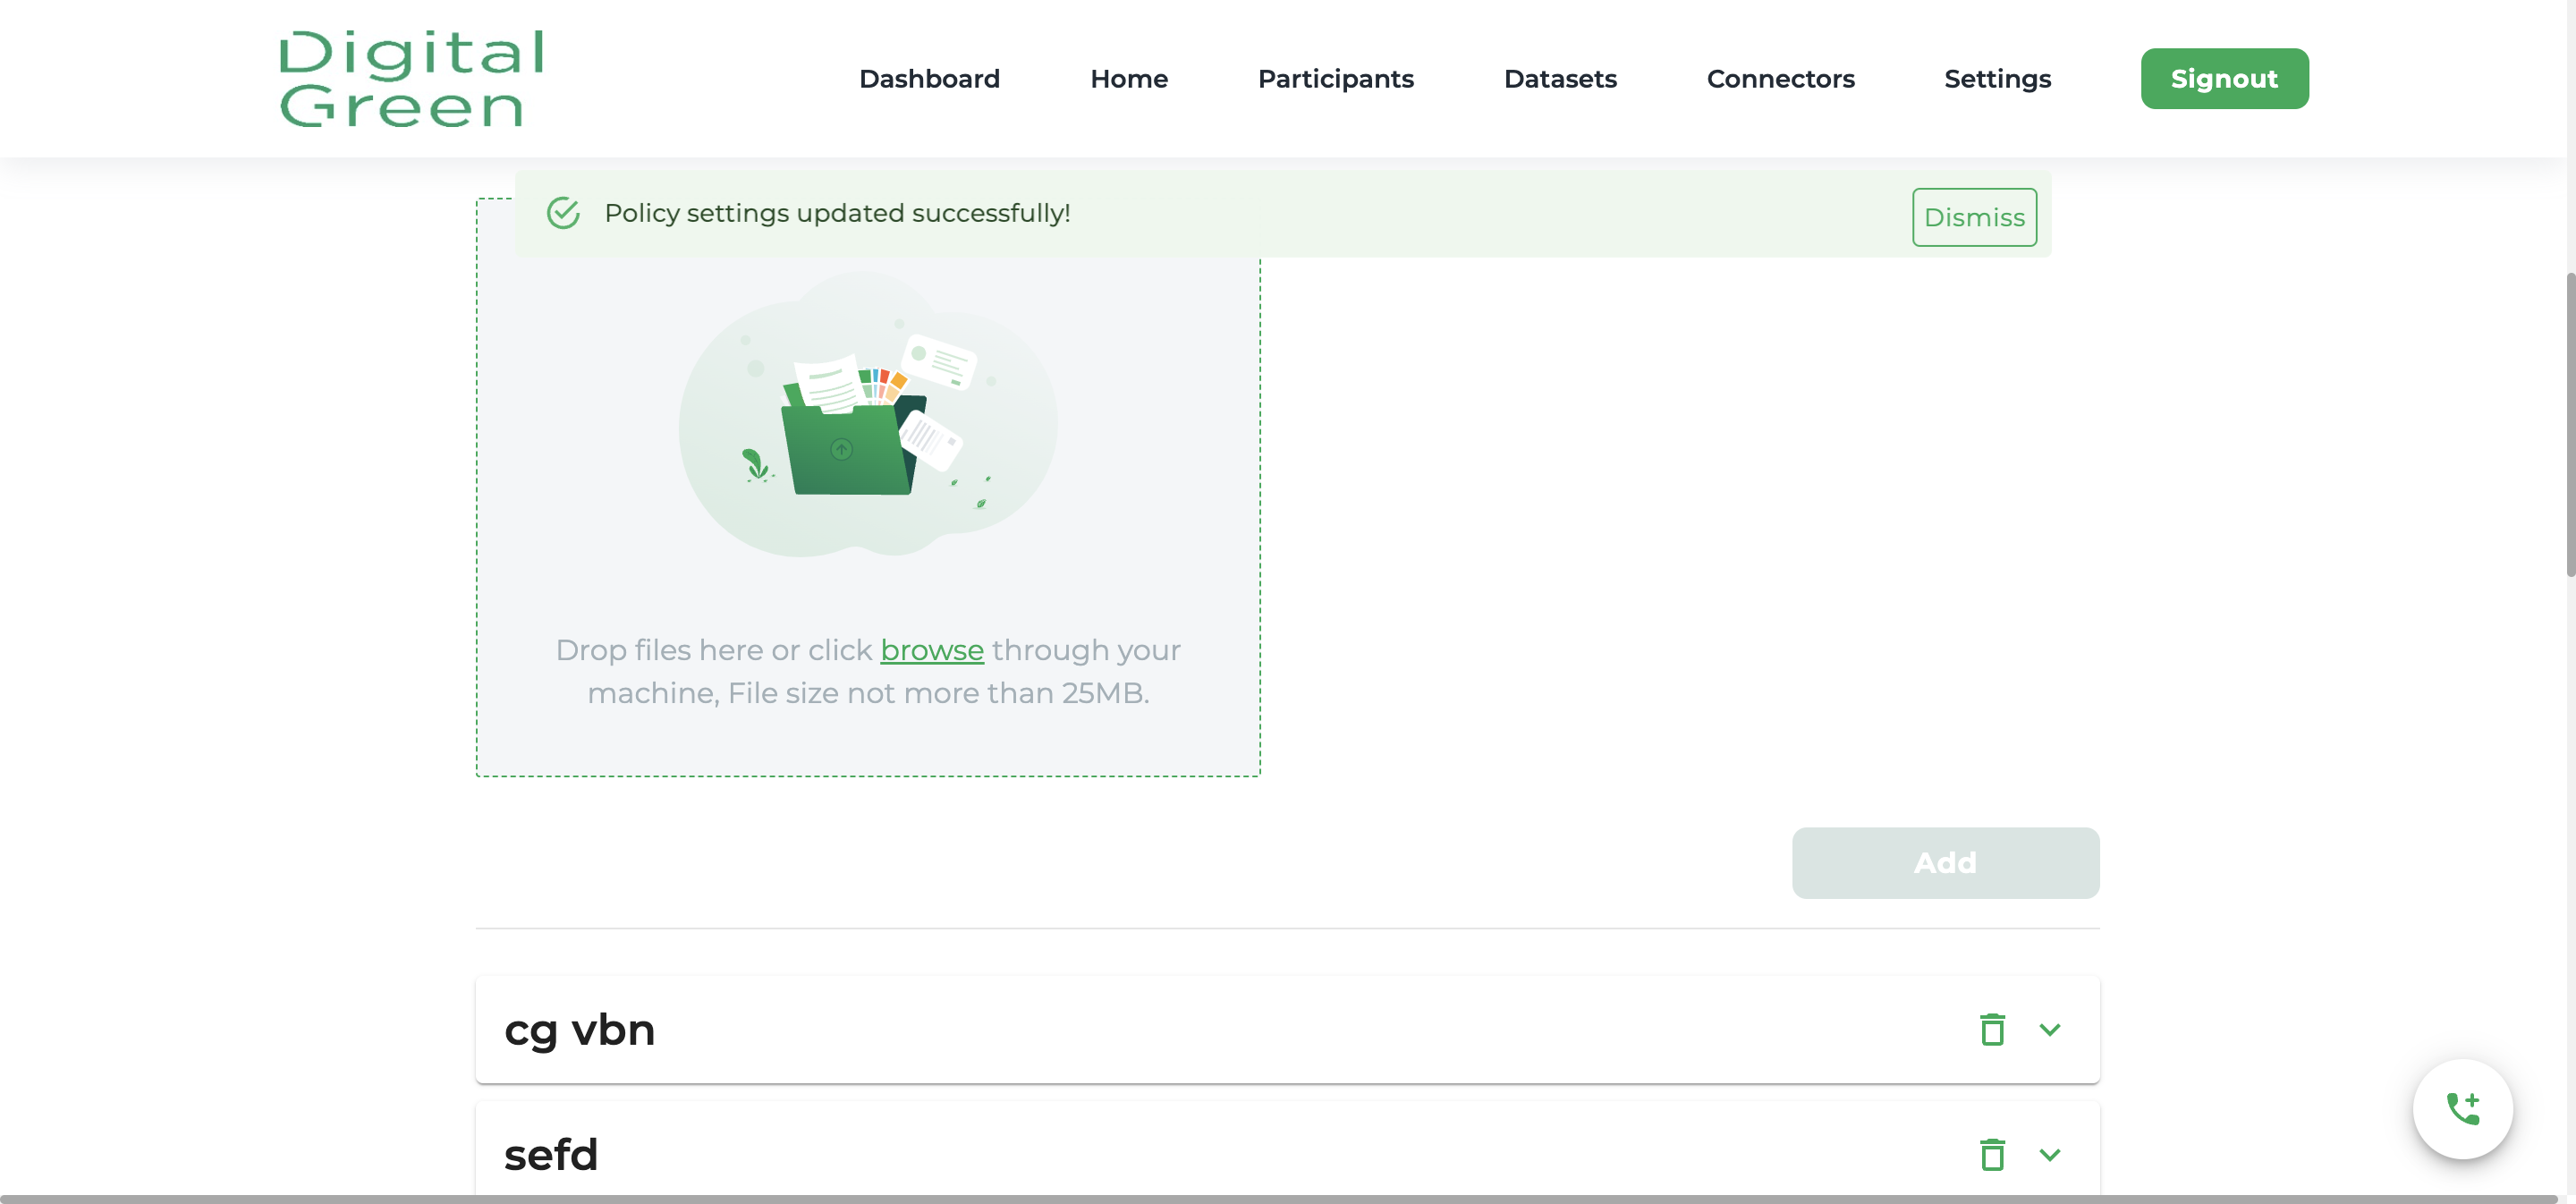 Digital
Green
Dashboard
Home
Participants
Datasets
Connectors
Settings
Signout
Policy settings updated successfully!
Dismiss
Drop files here or click browse through your
machine, File size not more than 25MB.
Add
cg vbn
sefd